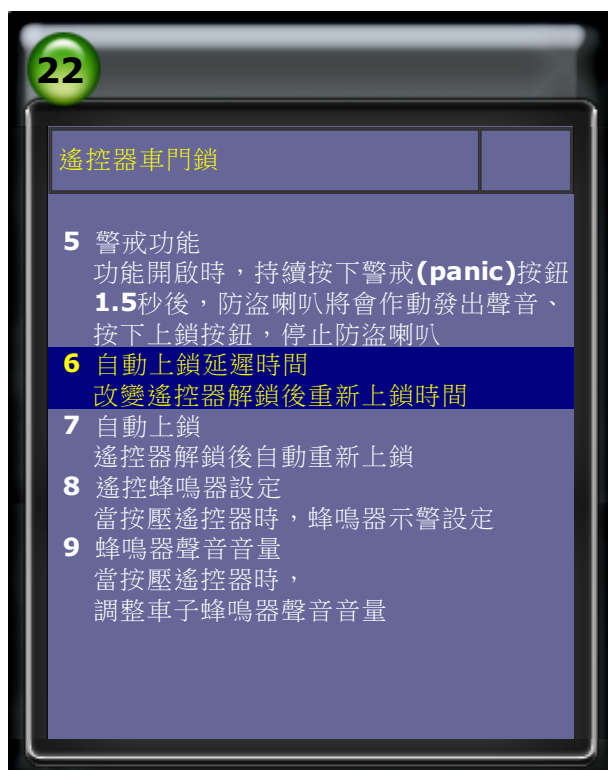 22
遙控器車門鎖
5 警戒功能
功能開啟時，持續按下警戒(panic)按鈕
1.5秒後，防盜喇叭將會作動發出聲音、
按下上鎖按鈕，停止防盜喇叭
6 自動上鎖延遲時間
改變遙控器解鎖後重新上鎖時間
7 自動上鎖
遙控器解鎖後自動重新上鎖
8 遙控蜂鳴器設定
當按壓遙控器時，蜂鳴器示警設定
9 蜂鳴器聲音音量
當按壓遙控器時，
調整車子蜂鳴器聲音音量